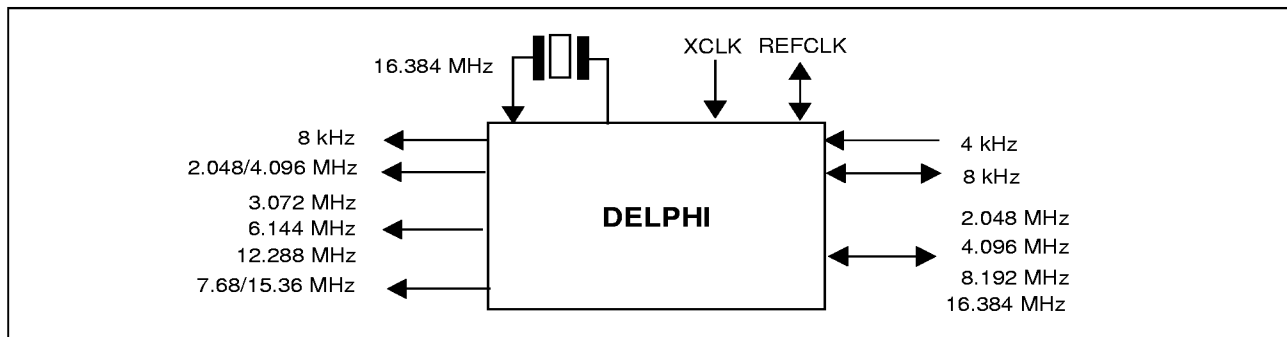 XCLK REFCLK
16.384 MHz
8 kHz
2.048/4.096 MHz
3.072 MHz
6.144 MHz
12.288 MHz
7.68/15.36 MHz
DELPHI
4 kHz
8 kHz
2.048 MHz
4.096 MHz
8.192 MHz
16.384 MHz